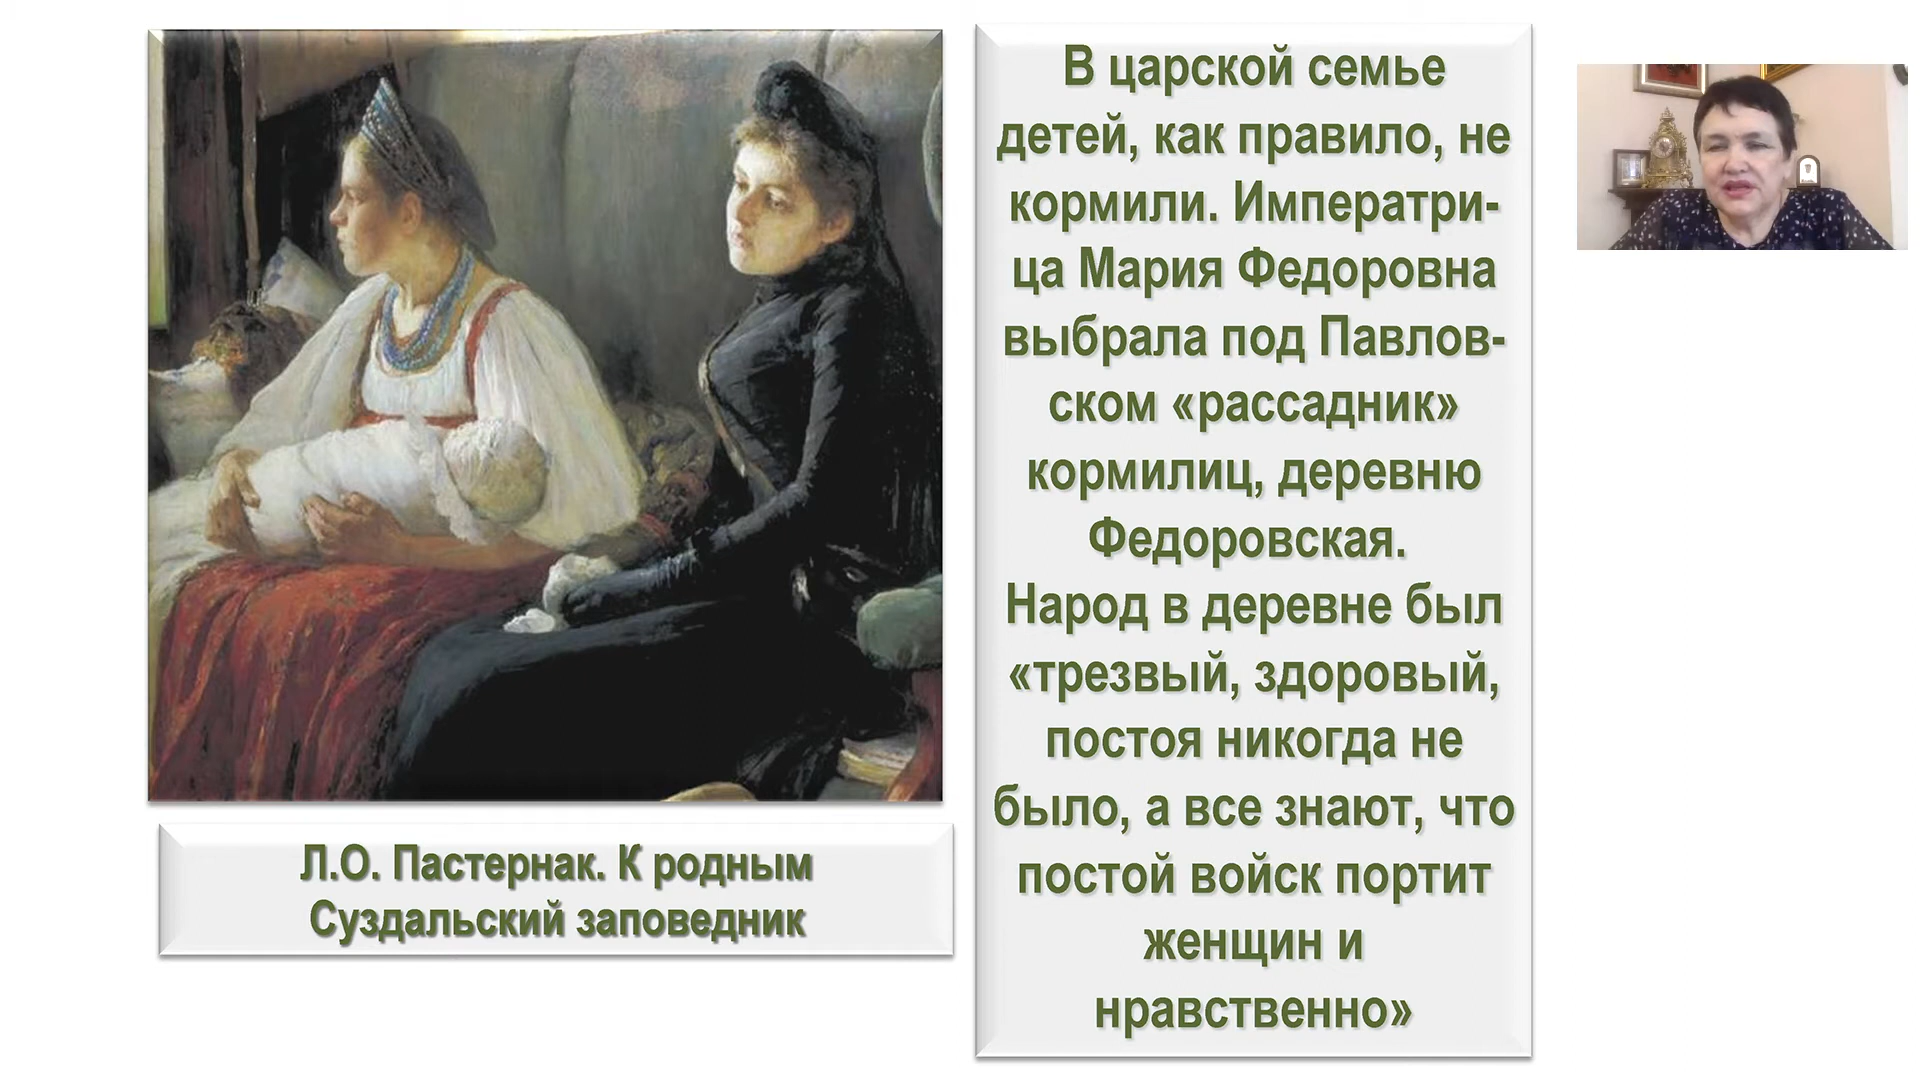 В царской семье
детей, как правило, не
кормили. Императри-
ца Мария Федоровна
выбрала под Павлов-
ском «рассадник»
кормилиц, деревню
Федоровская.
Народ в деревне был
«трезвый, здоровый,
постоя никогда не
было, а все знают, что
постой войск портит
женщин и
нравственно»
Л.О. Пастернак. К родным
Суздальский заповедник